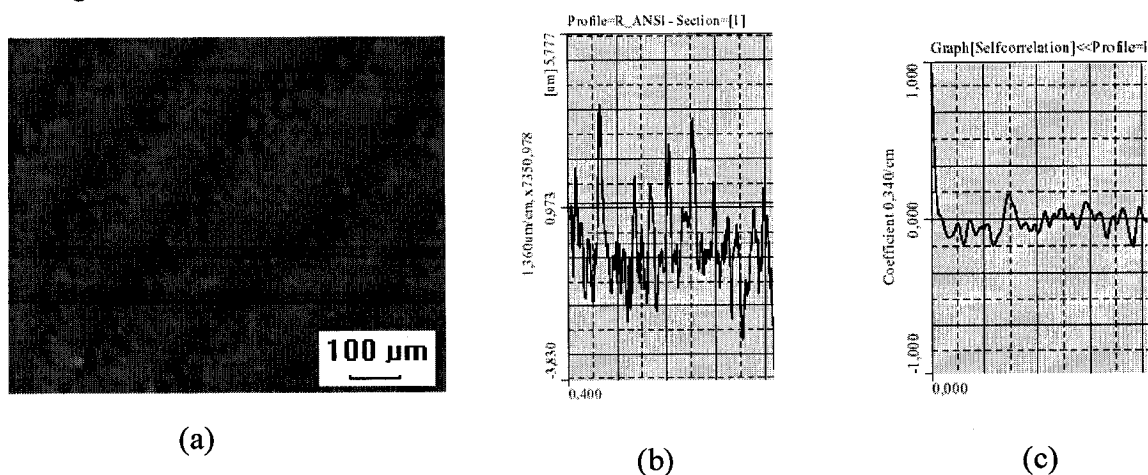 100 µm
(a)
Profile=R_ANSI - Section=[1]
[um] 5,777
0,973
1,360um/cm, x7350,978
-3,830
0,400
(b)
Graph[Selfcorrelation]<<Profile=
1,000
0,000
Coefficient 0,340/cm
-1,000
0,000
(c)